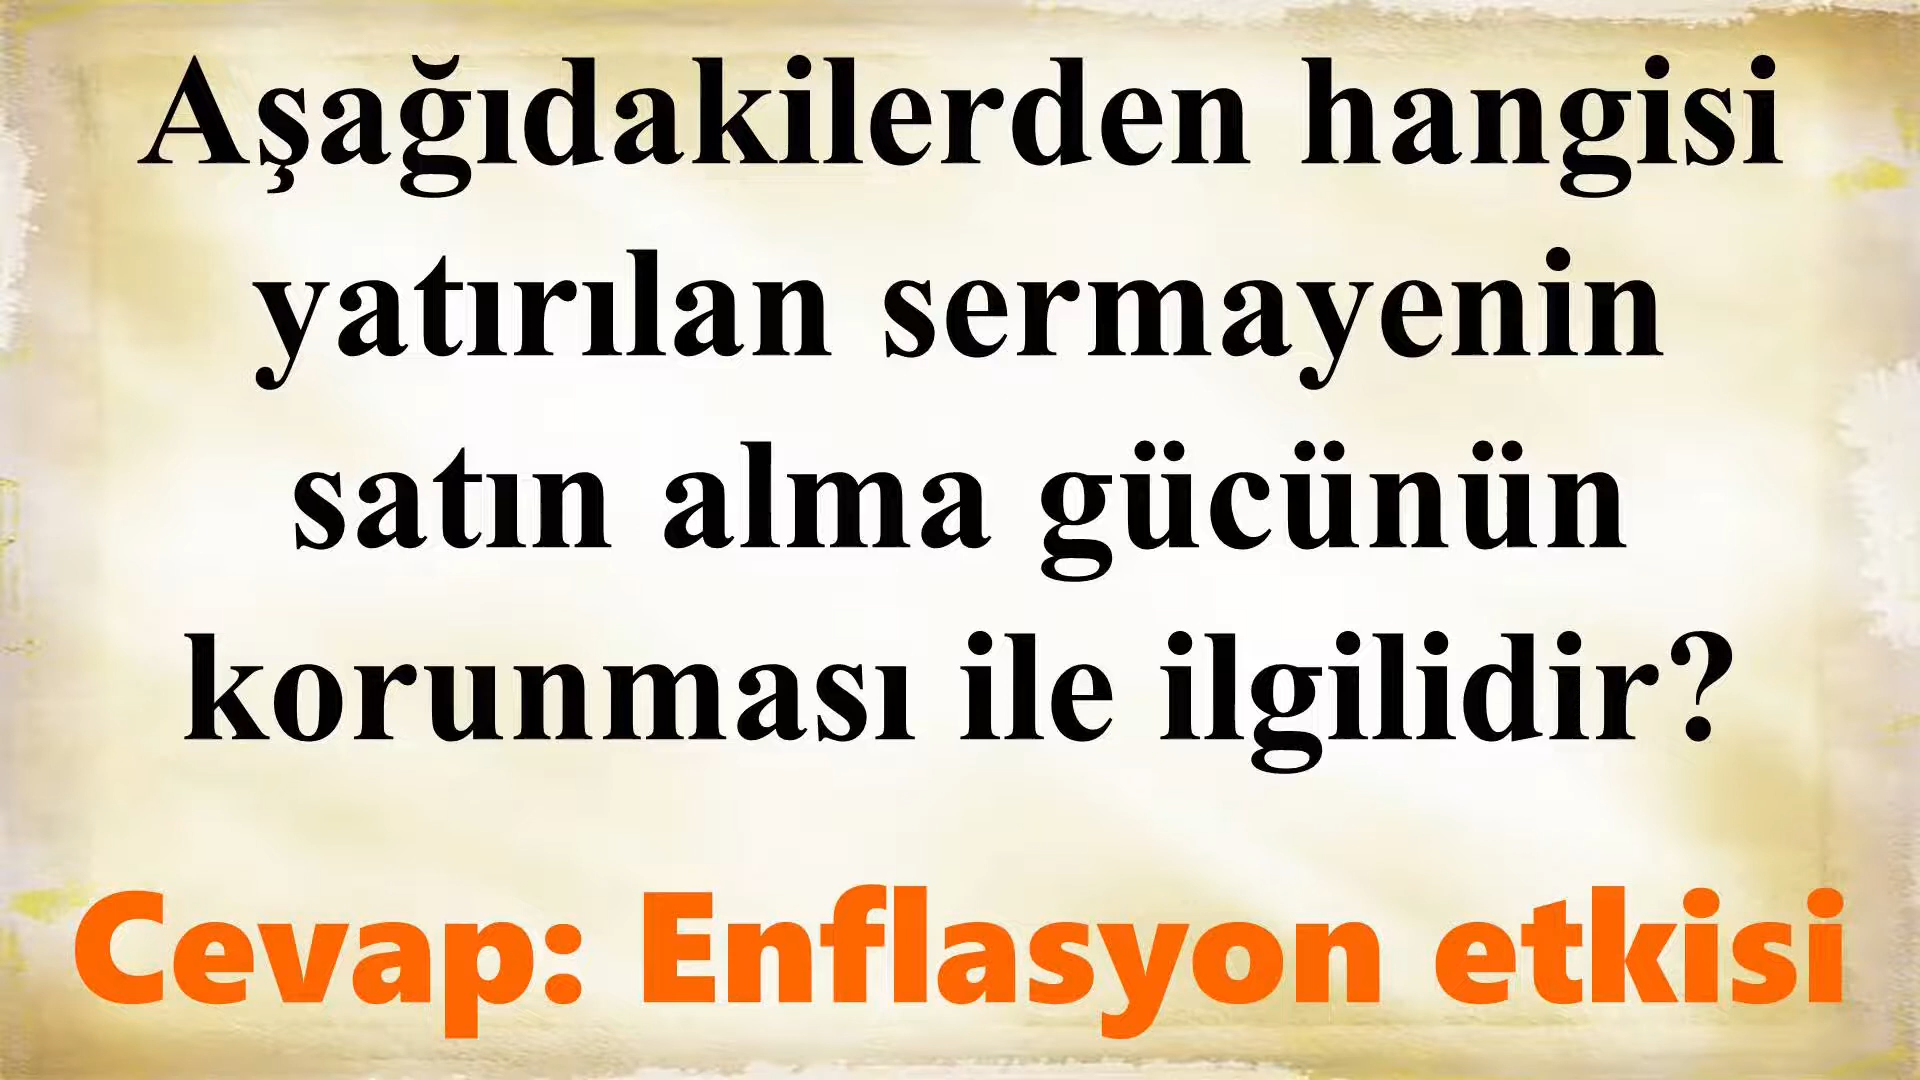 Aşağıdakilerden hangisi
yatırılan sermayenin
satın alma gücünün
korunması ile ilgilidir?
Cevap: Enflasyon etkisi